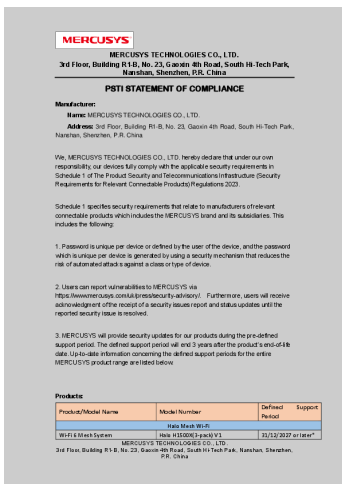 MERCUSYS
MERCUSYS TECHNOLOGIES CO., LTD.
3rd Floor, Building R1-B, No. 23, Gaoxin 4th Road, South Hi-Tech Park,
Nanshan, Shenzhen, P.R. China
PSTI STATEMENT OF COMPLIANCE
Manufacturer:
Name: MERCUSYS TECHNOLOGIES CO., LTD.
Address: 3rd Floor, Building R1-B, No. 23, Gaoxin 4th Road, South Hi-Tech Park,
Nanshan, Shenzhen, P.R. China
We, MERCUSYS TECHNOLOGIES CO., LTD. hereby declare that under our own
responsibility, our devices fully comply with the applicable security requirements in
Schedule 1 of The Product Security and Telecommunications Infrastructure (Security
Requirements for Relevant Connectable Products) Regulations 2023.
Schedule 1 specifies security requirements that relate to manufacturers of relevant
connectable products which includes the MERCUSYS brand and its subsidiaries. This
includes the following:
1. Password is unique per device or defined by the user of the device, and the password
which is unique per device is generated by using a security mechanism that reduces the
risk of automated attacks against a class or type of device.
2. Users can report vulnerabilities to MERCUSYS via
https://www.mercusys.com/uk/press/security-advisory/. Furthermore, users will receive
acknowledgment of the receipt of a security issues report and status updates until the
reported security issue is resolved.
3. MERCUSYS will provide security updates for our products during the pre-defined
support period. The defined support period will end 3 years after the product's end-of-life
date. Up-to-date information concerning the defined support periods for the entire
MERCUSYS product range are listed below.
Products:
Product/Model Name Model Number Defined Support
Period
Halo Mesh Wi-Fi
Wi-Fi 6 Mesh System Halo H1500X(3-pack) V1 31/12/2027 or later*
MERCUSYS TECHNOLOGIES CO., LTD.
3rd Floor, Building R1-B, No. 23, Gaoxin 4th Road, South Hi-Tech Park, Nanshan, Shenzhen,
P.R. China